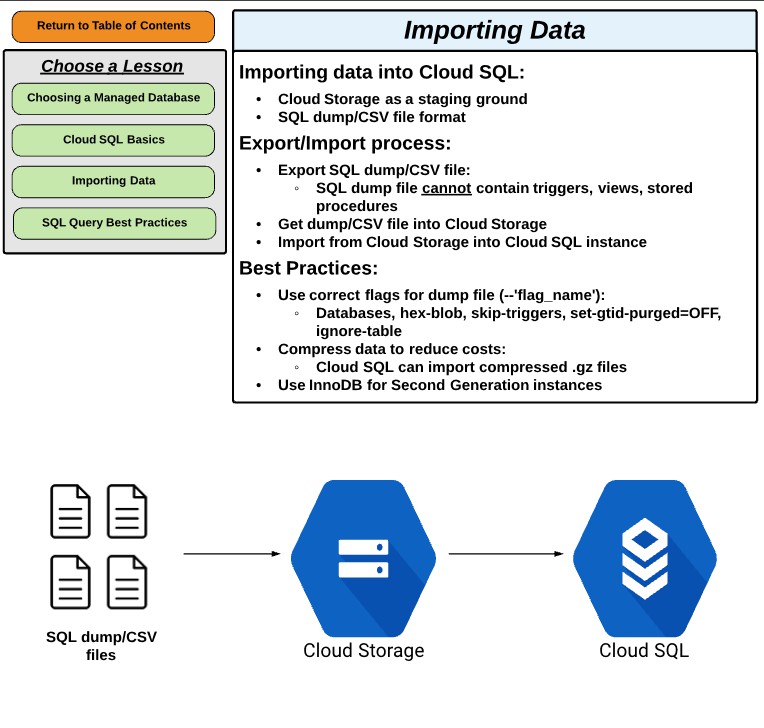 Return to Table of Contents
Choose a Lesson
Choosing a Managed Database
Cloud SQL Basics
Importing Data
SQL Query Best Practices
Importing Data
Importing data into Cloud SQL:
• Cloud Storage as a staging ground
• SQL dump/CSV file format
Export/Import process:
• Export SQL dump/CSV file:
◦ SQL dump file cannot contain triggers, views, stored
procedures
• Get dump/CSV file into Cloud Storage
• Import from Cloud Storage into Cloud SQL instance
Best Practices:
• Use correct flags for dump file (--'flag_name'):
◦ Databases, hex-blob, skip-triggers, set-gtid-purged=OFF,
ignore-table
• Compress data to reduce costs:
◦ Cloud SQL can import compressed .gz files
• Use InnoDB for Second Generation instances
SQL dump/CSV
files
Cloud Storage
Cloud SQL